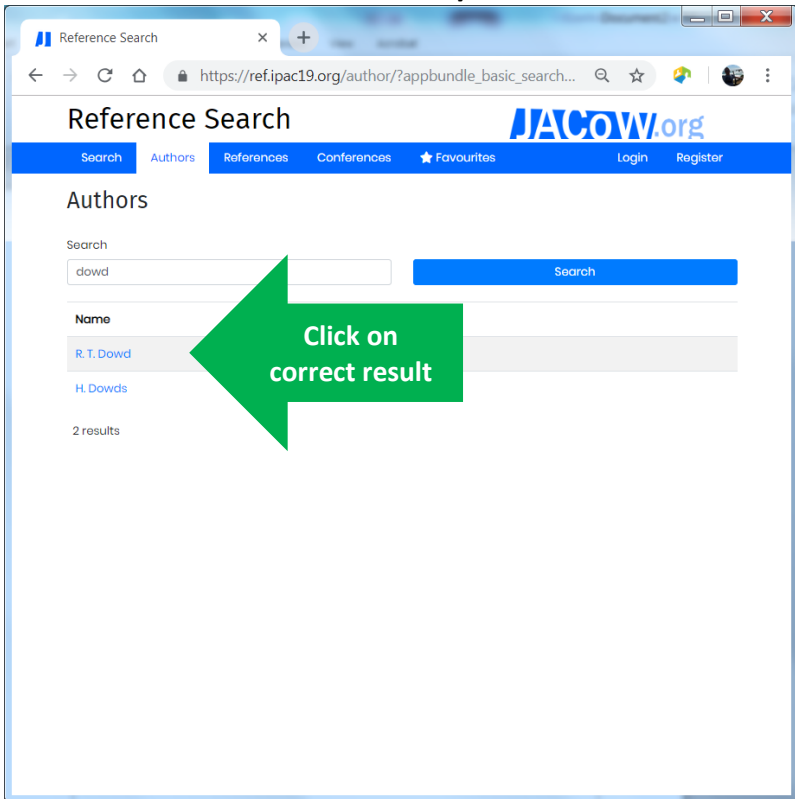 Reference Search
https://ref.ipac19.org/author/?appbundle_basic_search...
Reference Search
JACoW.org
Search Authors References Conferences Favourites Login Register
Authors
Search
dowd Search
Name
R. T. Dowd
H. Dowds
2 results
Click on
correct result